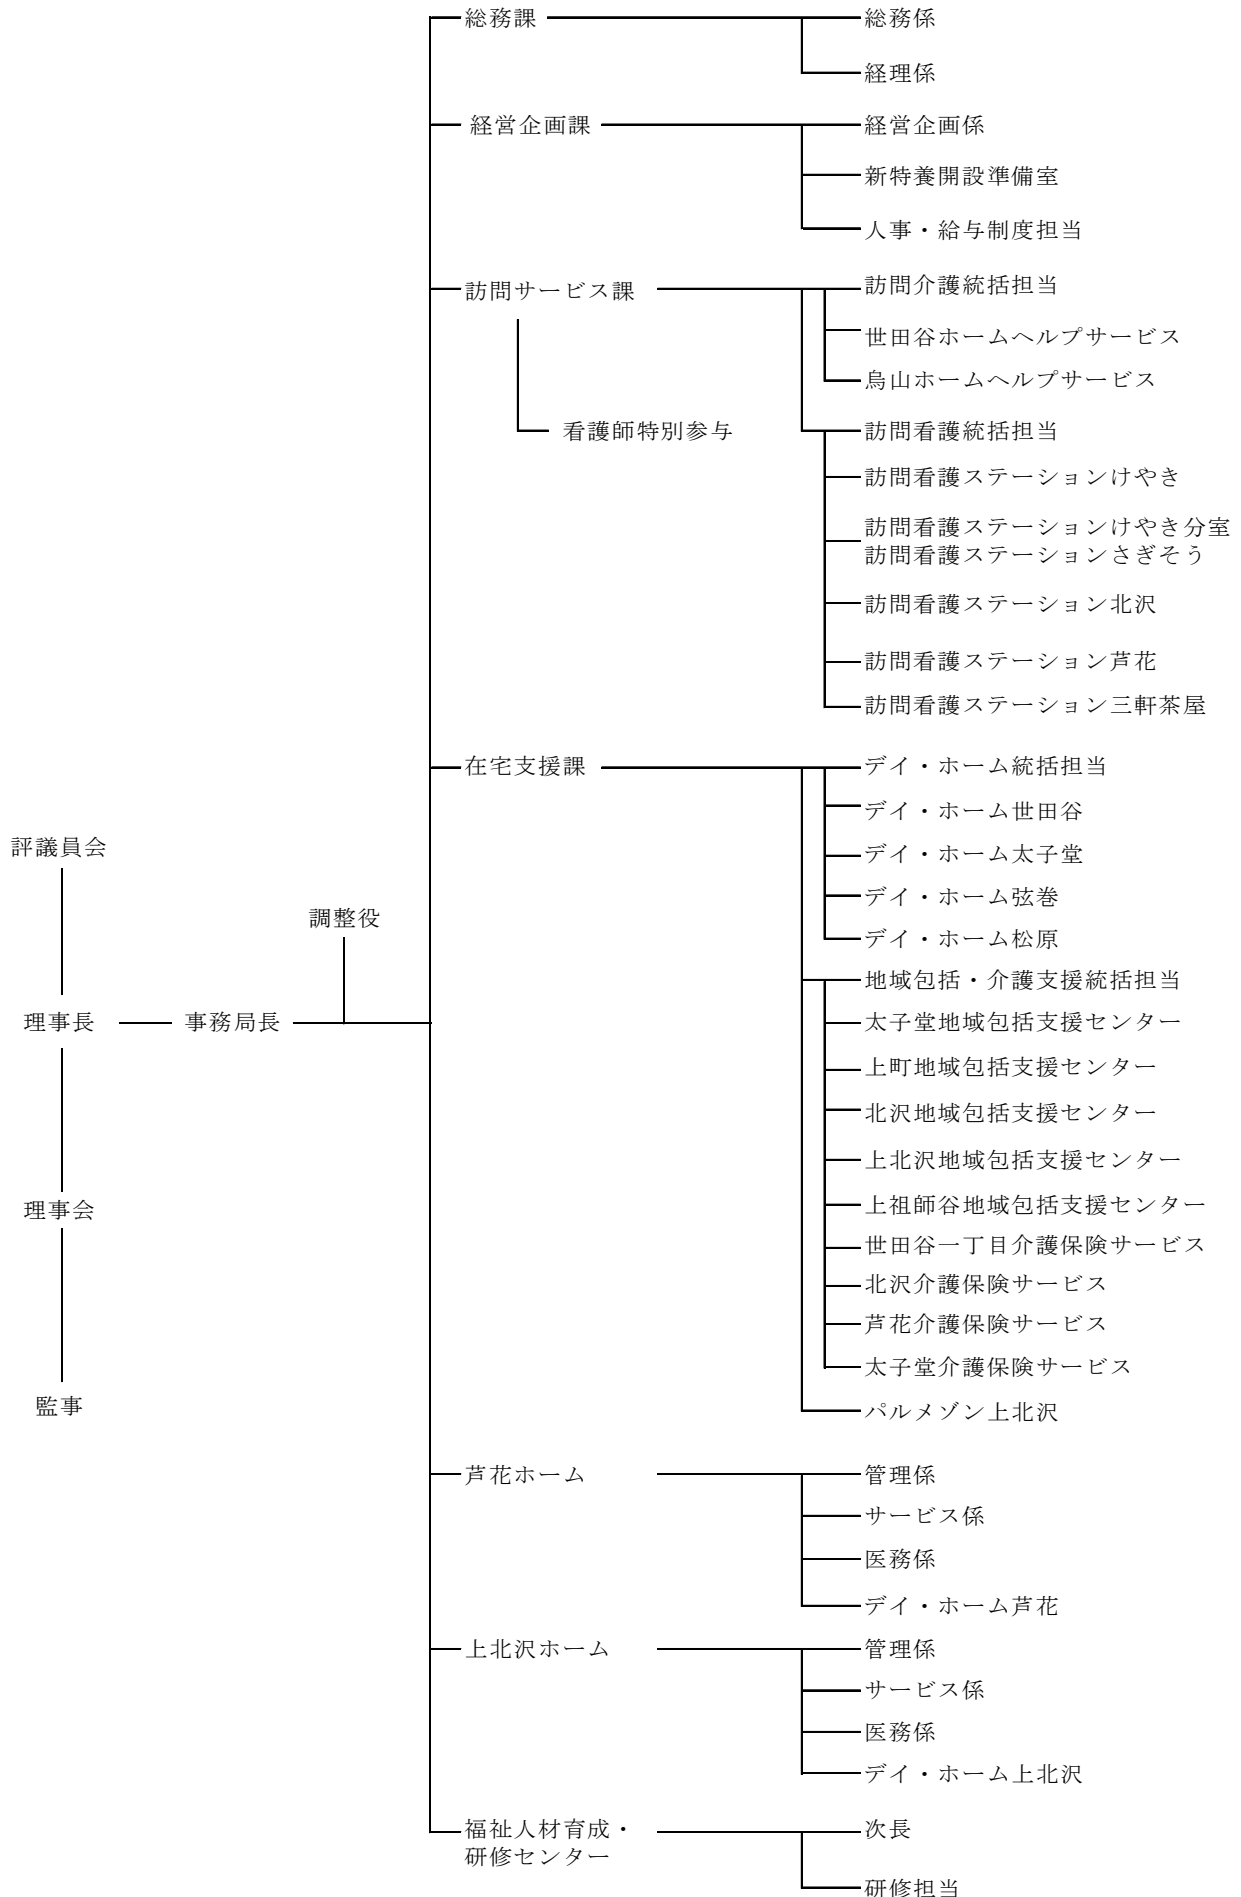 総務課
総務係
経理係
経営企画課
経営企画係
新特養開設準備室
人事・給与制度担当
訪問サービス課
訪問介護統括担当
世田谷ホームヘルプサービス
烏山ホームヘルプサービス
看護師特別参与
訪問看護統括担当
訪問看護ステーションけやき
訪問看護ステーションけやき分室
訪問看護ステーションさぎそう
訪問看護ステーション北沢
訪問看護ステーション芦花
訪問看護ステーション三軒茶屋
在宅支援課
デイ・ホーム統括担当
デイ・ホーム世田谷
デイ・ホーム太子堂
デイ・ホーム弦巻
デイ・ホーム松原
評議員会
調整役
理事長
事務局長
理事会
監事
地域包括・介護支援統括担当
太子堂地域包括支援センター
上町地域包括支援センター
北沢地域包括支援センター
上北沢地域包括支援センター
上祖師谷地域包括支援センター
世田谷一丁目介護保険サービス
北沢介護保険サービス
芦花介護保険サービス
太子堂介護保険サービス
パルメゾン上北沢
芦花ホーム
管理係
サービス係
医務係
デイ・ホーム芦花
上北沢ホーム
管理係
サービス係
医務係
デイ・ホーム上北沢
福祉人材育成・
研修センター
次長
研修担当